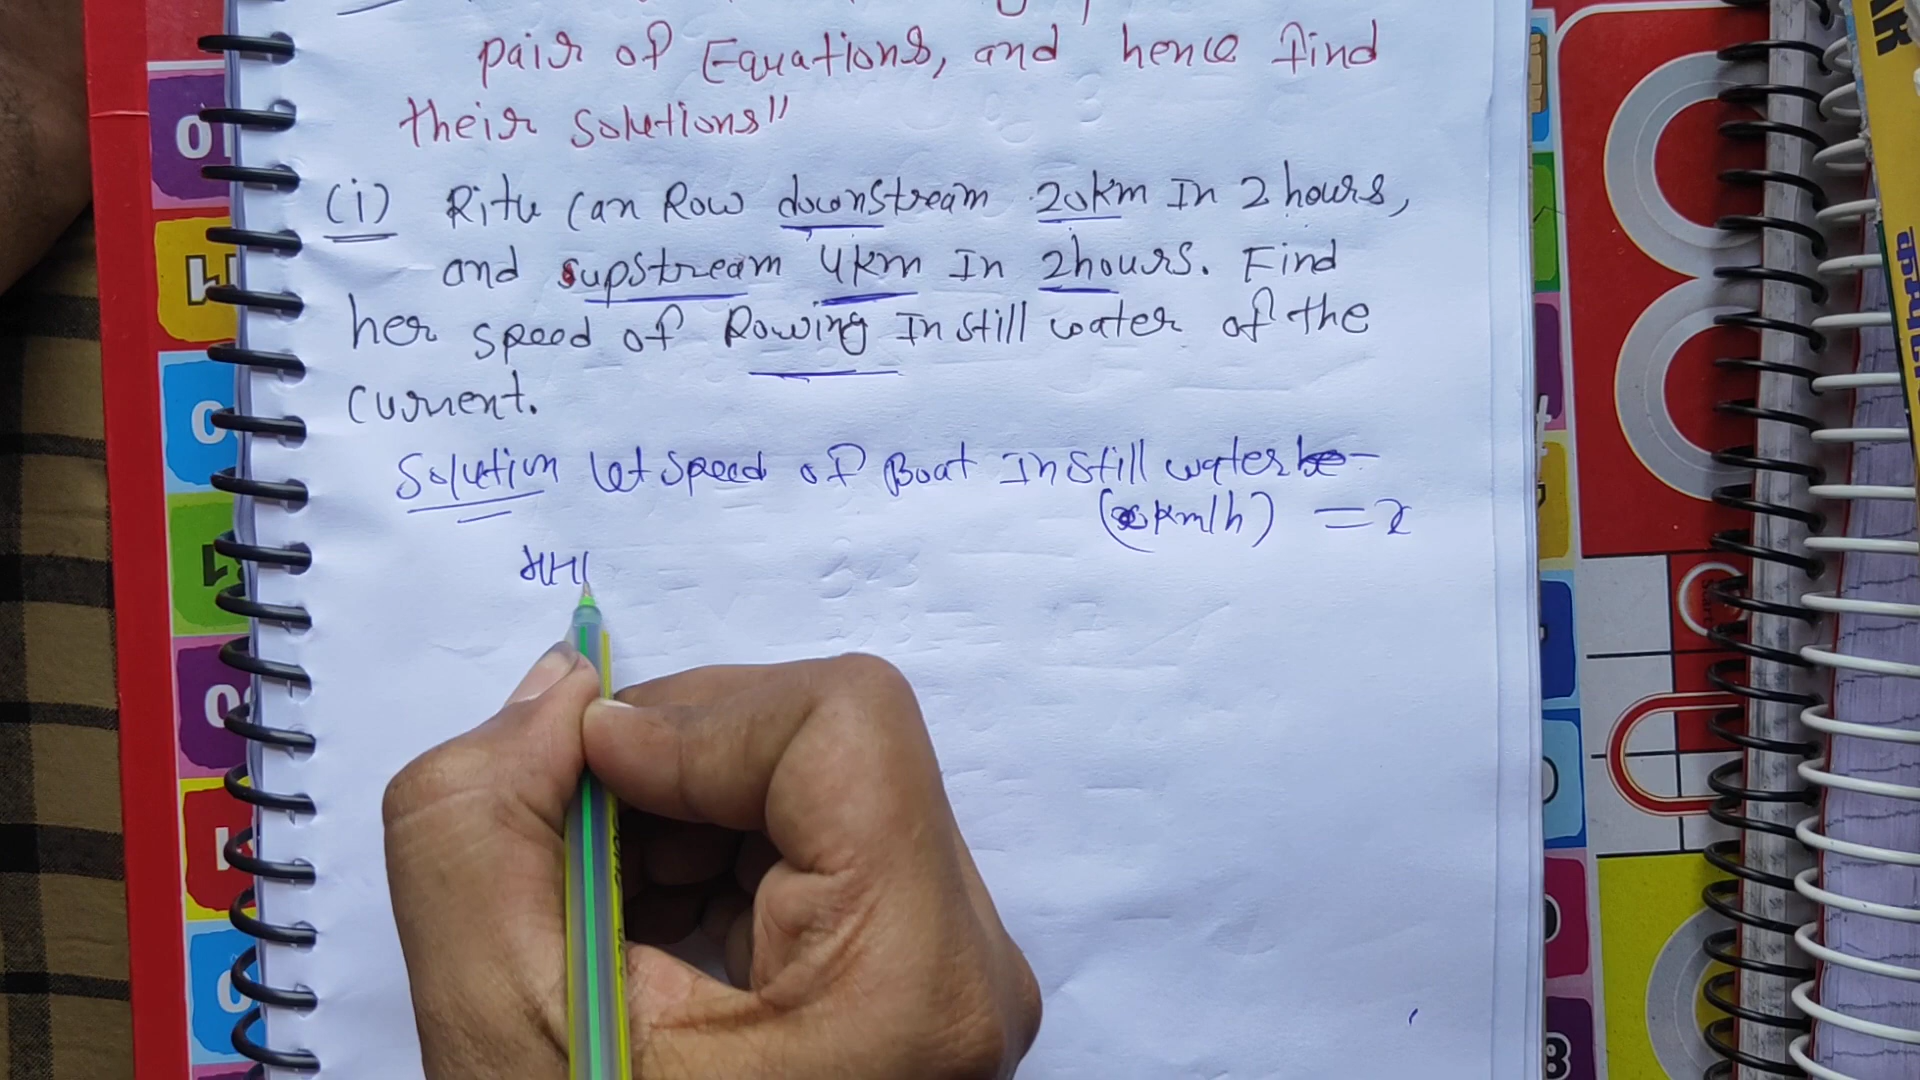 pair of Equations, and hence find
their solutions"
(i) Ritu Can Row downstream 20km In 2 hours,
and upstream 4km In 2hours. Find
her speed of Rowing In still water of the
current.
Solution let speed of Boat In still water be
(x km/h) = x